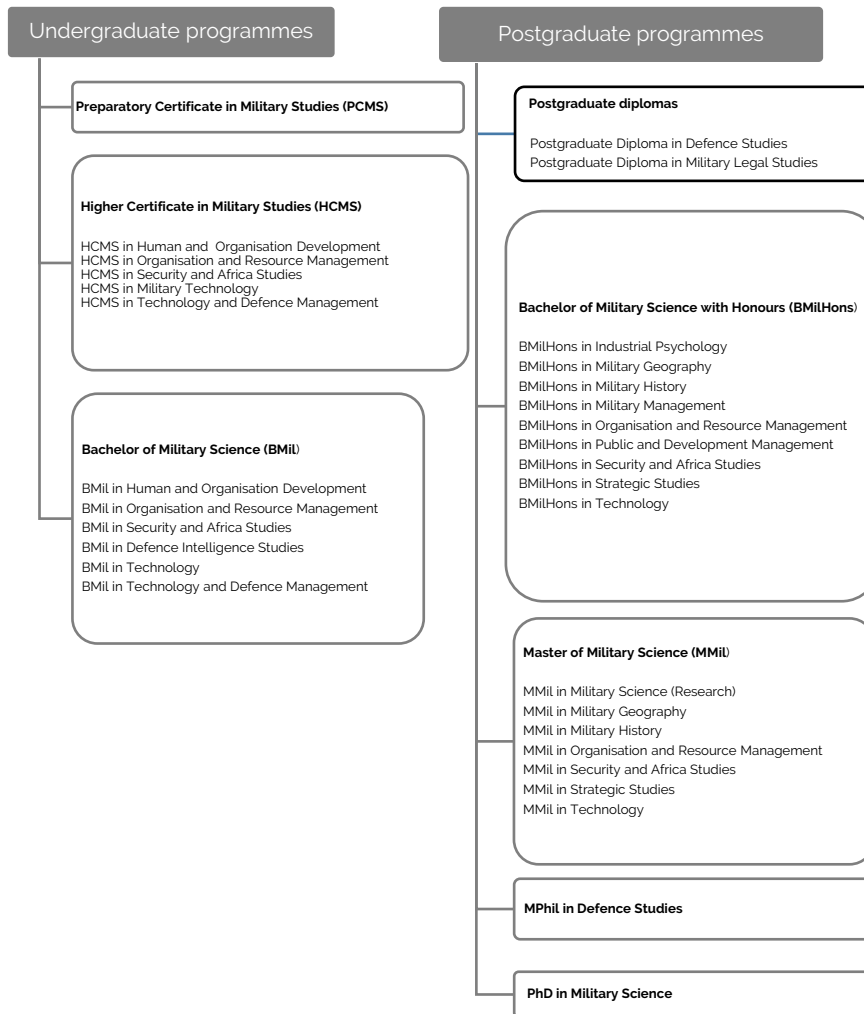 Undergraduate programmes
Preparatory Certificate in Military Studies (PCMS)
Higher Certificate in Military Studies (HCMS)
HCMS in Human and Organisation Development
HCMS in Organisation and Resource Management
HCMS in Security and Africa Studies
HCMS in Military Technology
HCMS in Technology and Defence Management
Bachelor of Military Science (BMil)
BMil in Human and Organisation Development
BMil in Organisation and Resource Management
BMil in Security and Africa Studies
BMil in Defence Intelligence Studies
BMil in Technology
BMil in Technology and Defence Management
Postgraduate programmes
Postgraduate diplomas
Postgraduate Diploma in Defence Studies
Postgraduate Diploma in Military Legal Studies
Bachelor of Military Science with Honours (BMilHons)
BMilHons in Industrial Psychology
BMilHons in Military Geography
BMilHons in Military History
BMilHons in Military Management
BMilHons in Organisation and Resource Management
BMilHons in Public and Development Management
BMilHons in Security and Africa Studies
BMilHons in Strategic Studies
BMilHons in Technology
Master of Military Science (MMil)
MMil in Military Science (Research)
MMil in Military Geography
MMil in Military History
MMil in Organisation and Resource Management
MMil in Security and Africa Studies
MMil in Strategic Studies
MMil in Technology
MPhil in Defence Studies
PhD in Military Science